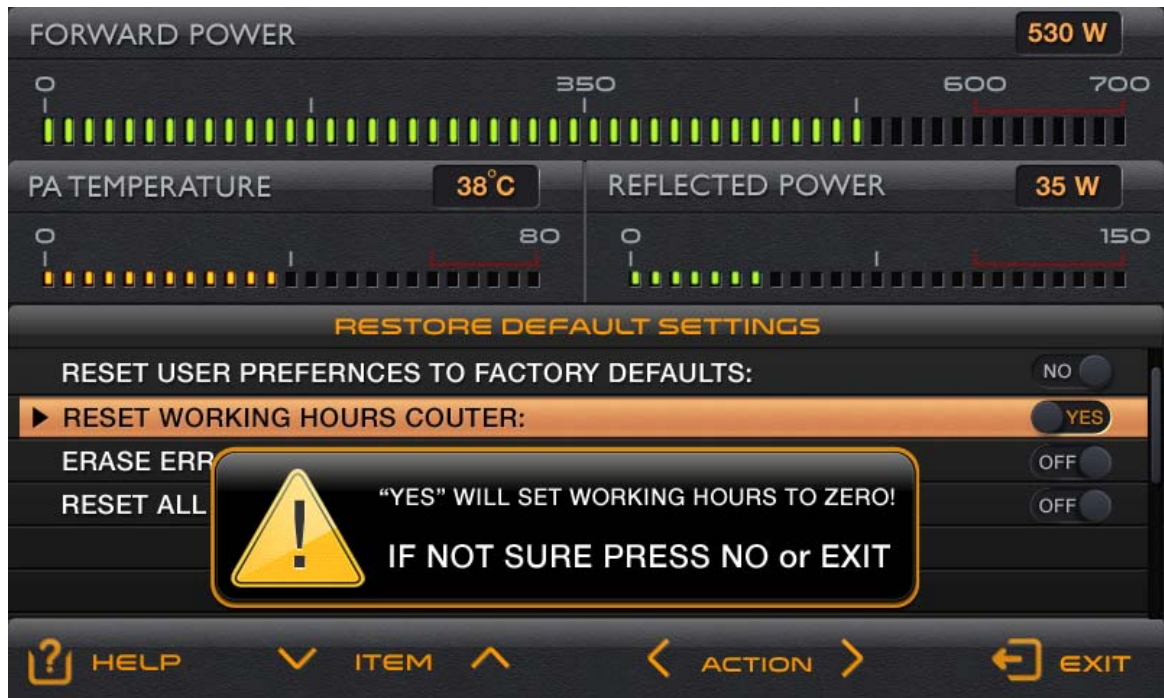 FORWARD POWER 530 W
0 350 600 700
PA TEMPERATURE 38°C
0 80
REFLECTED POWER 35 W
0 150
RESTORE DEFAULT SETTINGS
RESET USER PREFERNCES TO FACTORY DEFAULTS: NO
RESET WORKING HOURS COUTER: YES
ERASE ERR OFF
RESET ALL OFF
“YES” WILL SET WORKING HOURS TO ZERO!
IF NOT SURE PRESS NO or EXIT
? HELP ITEM ACTION EXIT